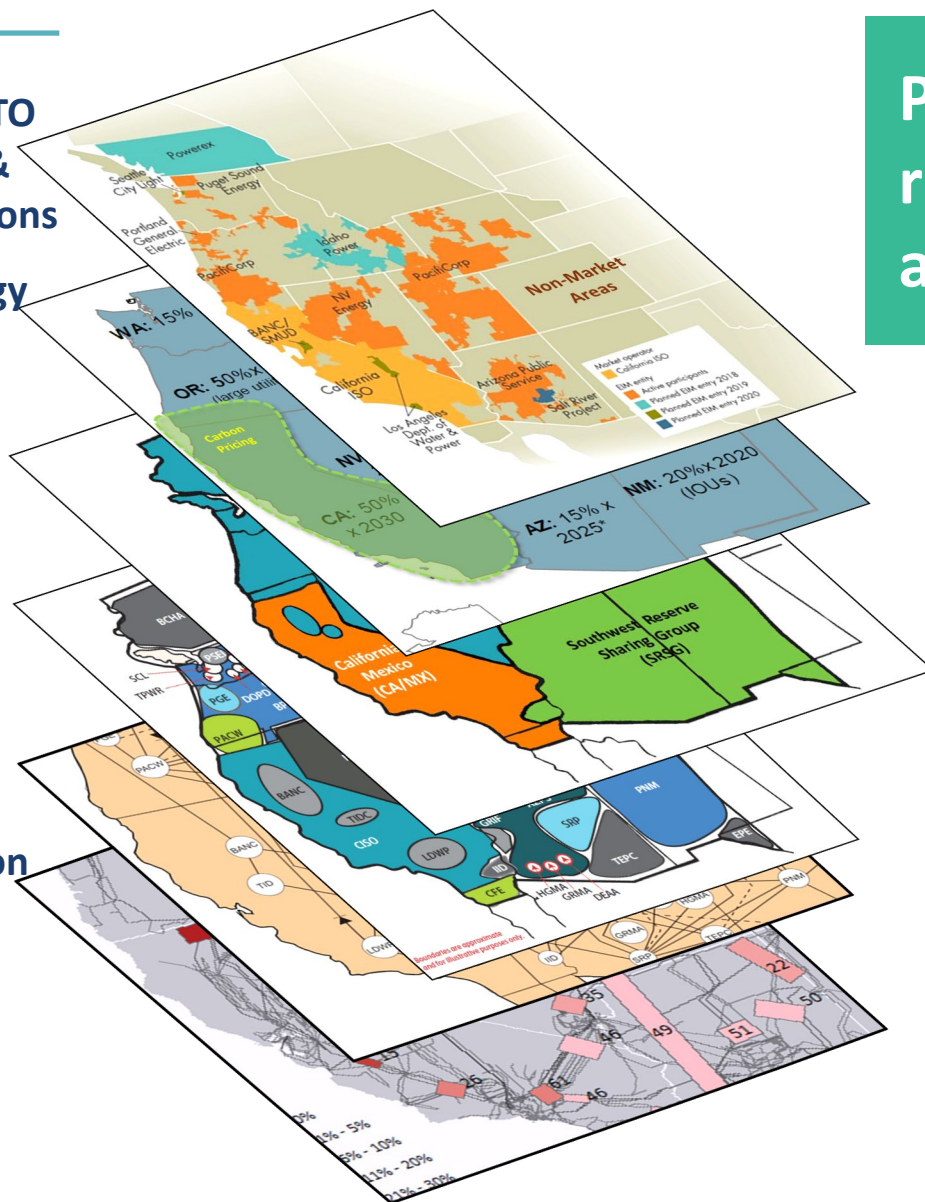 TO
&
ons
gy
on
P
r
a
Powerex
Seattle
City Light
Puget Sound
Energy
Portland
General
Electric
PacifiCorp
Idaho
Power
PacifiCorp
NV
Energy
Non-Market
Areas
BANC/
SMUD
California
ISO
Los Angeles
Dept. of
Water &
Power
Arizona Public
Service
Salt River
Project
Market operator
California ISO
EIM entity
Active participants
Planned EIM entry 2018
Planned EIM entry 2019
Planned EIM entry 2020
WA: 15%
OR: 50% x
(large utili
Carbon
Pricing
NV
CA: 50%
x 2030
AZ: 15% x
2025*
NM: 20% x 2020
(IOUs)
California
Mexico
(CA/MX)
Southwest Reserve
Sharing Group
(SRSG)
BCHA
PSE
SCL
TPWR
PGE
DOPD
BP
PACW
BANC
TIDC
CISO
LDWP
IID
CFE
GRIF
SRP
TEPC
PNM
EPE
HGMA
GRMA
DEAA
Boundaries are approximate
and for illustrative purposes only.
PACW
BANC
TID
LDWP
IID
GRMA
SRP
HGMA
TEPC
PNM
26
35
46
61
46
49
51
22
50
0%
1% - 5%
6% - 10%
11% - 20%
21% - 30%